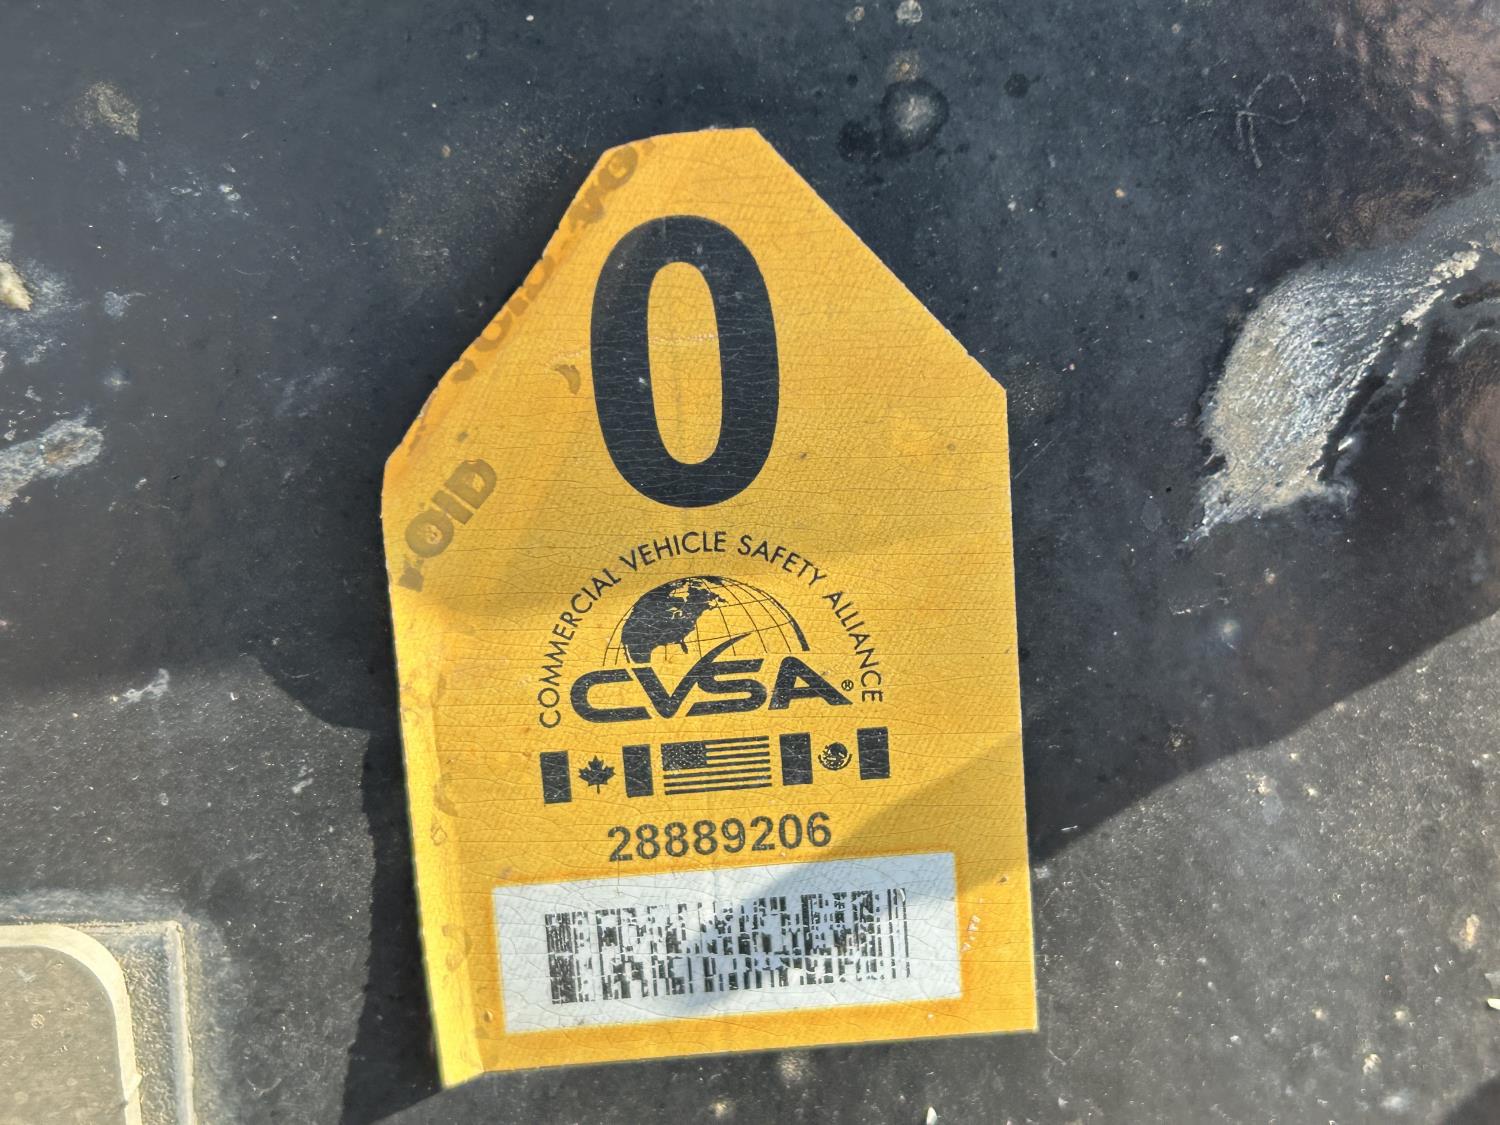 0
VOID
COMMERCIAL VEHICLE SAFETY ALLIANCE
CVSA®
28889206